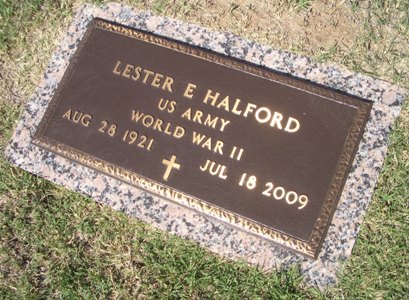 LESTER E HALFORD
US ARMY
WORLD WAR II
AUG 28 1921 JUL 18 2009